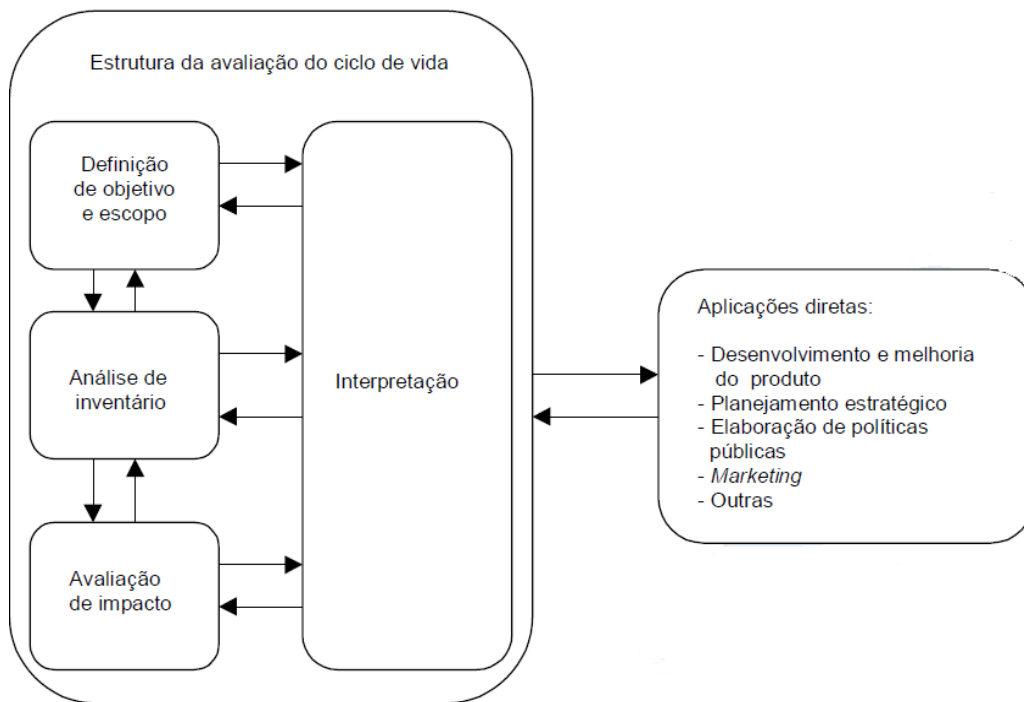 Estrutura da avaliação do ciclo de vida
Definição
de objetivo
e escopo
Análise de
inventário
Avaliação
de impacto
Interpretação
Aplicações diretas:
- Desenvolvimento e melhoria
do produto
- Planejamento estratégico
- Elaboração de políticas
públicas
- Marketing
- Outras